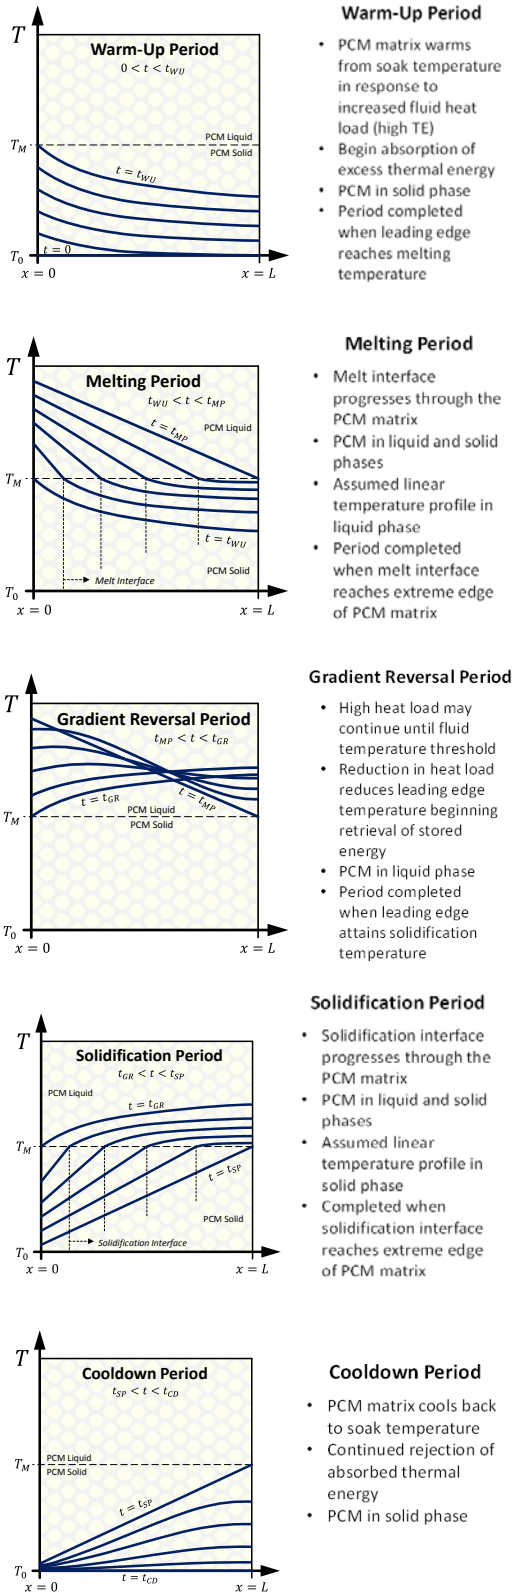 Warm-Up Period
T
Warm-Up Period
0 < t < t_WU
PCM Liquid
T_M
PCM Solid
t = t_WU
t = 0
T_0
x = 0
x = L
• PCM matrix warms
from soak temperature
in response to
increased fluid heat
load (high TE)
• Begin absorption of
excess thermal energy
• PCM in solid phase
• Period completed
when leading edge
reaches melting
temperature
Melting Period
T
Melting Period
t_WU < t < t_MP
t = t_MP
PCM Liquid
T_M
t = t_WU
PCM Solid
Melt Interface
T_0
x = 0
x = L
• Melt interface
progresses through the
PCM matrix
• PCM in liquid and solid
phases
• Assumed linear
temperature profile in
liquid phase
• Period completed
when melt interface
reaches extreme edge
of PCM matrix
Gradient Reversal Period
T
Gradient Reversal Period
t_MP < t < t_GR
t = t_GR
t = t_MP
PCM Liquid
T_M
PCM Solid
T_0
x = 0
x = L
• High heat load may
continue until fluid
temperature threshold
• Reduction in heat load
reduces leading edge
temperature beginning
retrieval of stored
energy
• PCM in liquid phase
• Period completed
when leading edge
attains solidification
temperature
Solidification Period
T
Solidification Period
t_GR < t < t_SP
PCM Liquid
t = t_GR
T_M
t = t_SP
PCM Solid
Solidification Interface
T_0
x = 0
x = L
• Solidification interface
progresses through the
PCM matrix
• PCM in liquid and solid
phases
• Assumed linear
temperature profile in
solid phase
• Completed when
solidification interface
reaches extreme edge
of PCM matrix
Cooldown Period
T
Cooldown Period
t_SP < t < t_CD
PCM Liquid
T_M
PCM Solid
t = t_SP
T_0
t = t_CD
x = 0
x = L
• PCM matrix cools back
to soak temperature
• Continued rejection of
absorbed thermal
energy
• PCM in solid phase